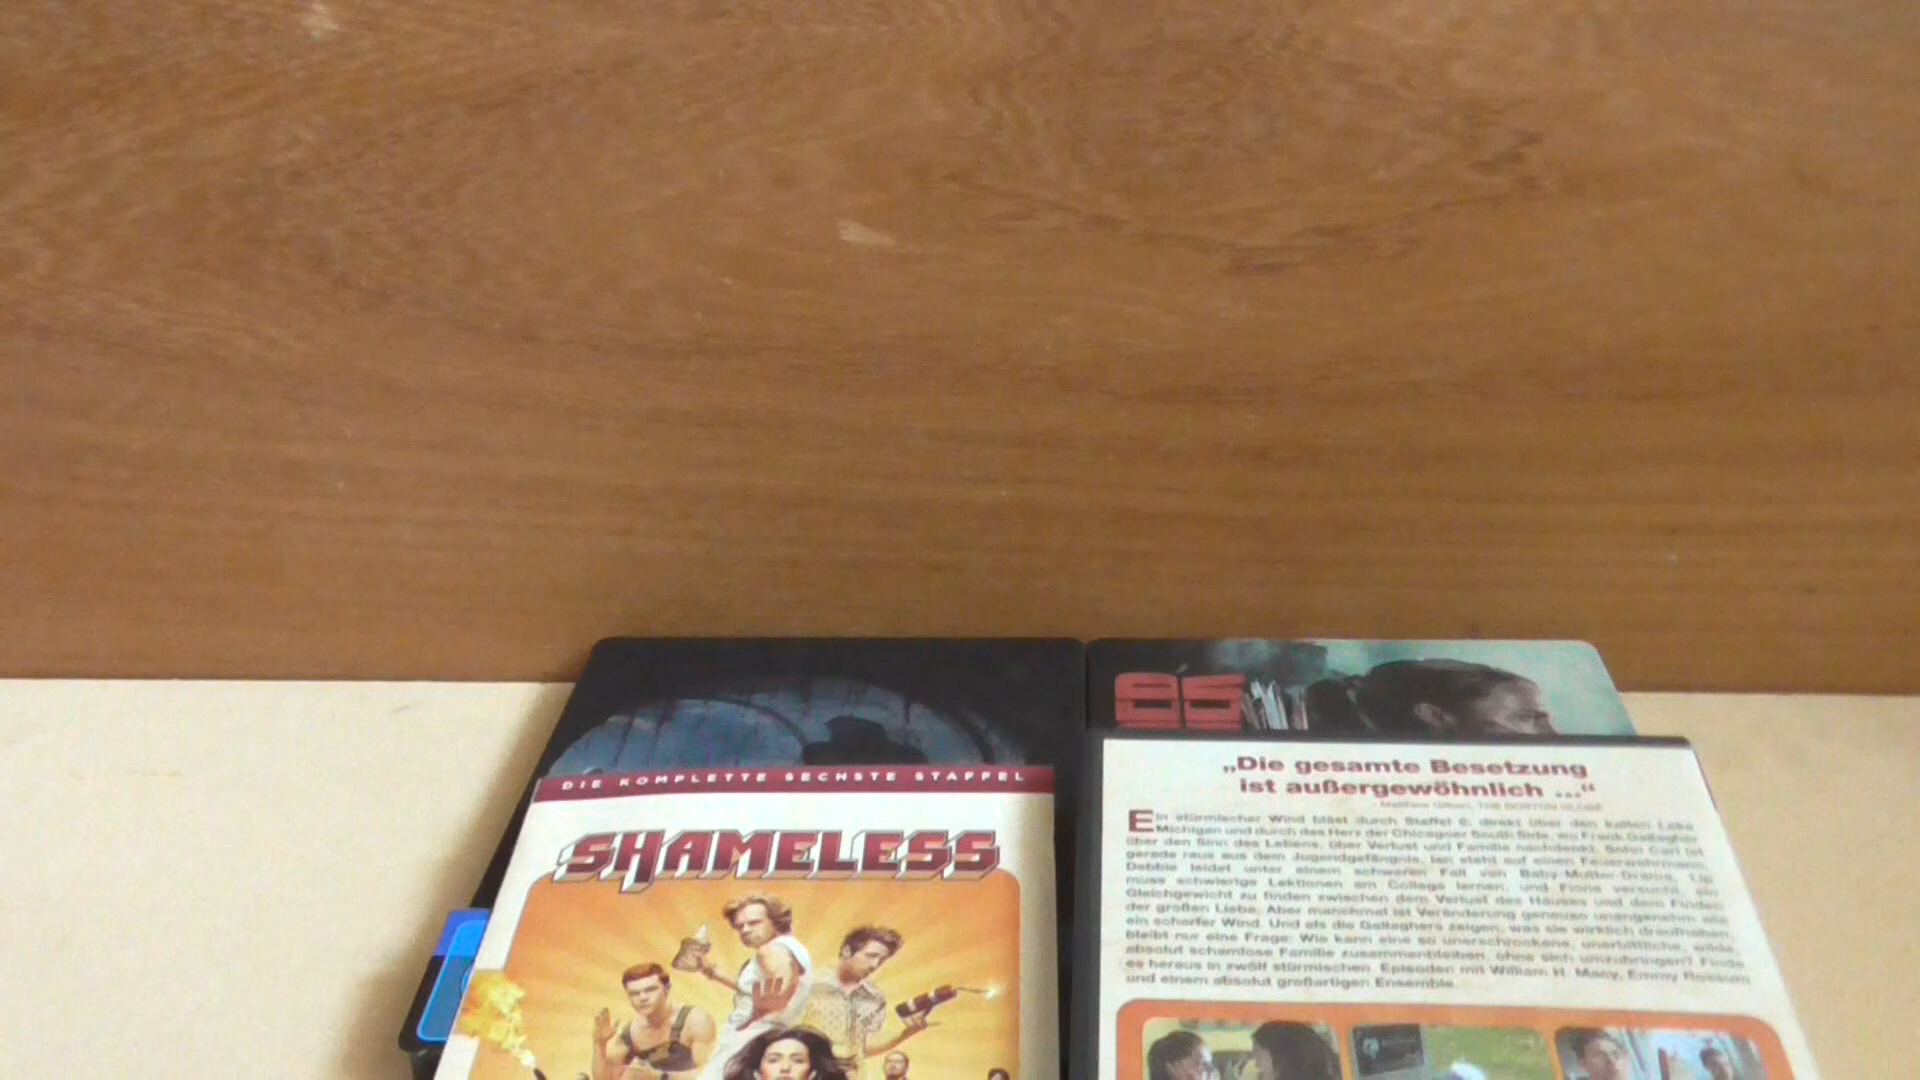 DIE KOMPLETTE SECHSTE STAFFEL
SHAMELESS
„Die gesamte Besetzung
ist außergewöhnlich ...“
- Matthew Gilbert, THE BOSTON GLOBE
Ein stürmischer Wind bläst durch Staffel 6, direkt über den kalten Lake
Michigan und durch das Herz der Chicagoer South Side, wo Frank Gallagher
über den Sinn des Lebens, über Verlust und Familie nachdenkt. Sohn Carl ist
gerade raus aus dem Jugendgefängnis, Ian steht auf einen Feuerwehrmann,
Debbie leidet unter einem schweren Fall von Baby-Mutter-Drama, Lip
muss schwierige Lektionen am College lernen, und Fiona versucht, ein
Gleichgewicht zu finden zwischen dem Verlust des Hauses und dem Finden
der großen Liebe. Aber manchmal ist Veränderung genauso unangenehm wie
ein scharfer Wind. Und als die Gallaghers zeigen, was sie wirklich draufhaben,
bleibt nur eine Frage: Wie kann eine so unerschrockene, unerbittliche, wilde
absolut schamlose Familie zusammenbleiben, ohne sich umzubringen? Finde
es heraus in zwölf stürmischen Episoden mit William H. Macy, Emmy Rossum
und einem absolut großartigen Ensemble.